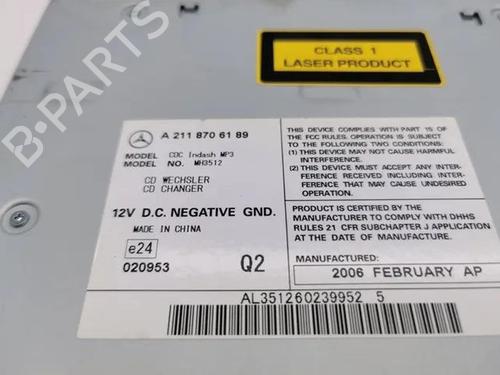 CLASS 1
LASER PRODUCT
B-PARTS
A 211 870 61 89
MODEL CDC Indash MP3
MODEL NO. MH3512
CD WECHSLER
CD CHANGER
12V D.C. NEGATIVE GND.
MADE IN CHINA
e24
020953
Q2
THIS DEVICE COMPLIES WITH PART 15 OF
THE FCC RULES. OPERATION IS SUBJECT
TO THE FOLLOWING TWO CONDITIONS:
(1) THIS DEVICE MAY NOT CAUSE HARMFUL
INTERFERENCE, AND
(2) THIS DEVICE MUST ACCEPT ANY INTER-
FERENCE RECEIVED, INCLUDING INTER-
FERENCE THAT MAY CAUSE UNDESIRED
OPERATION.
PRODUCT IS CERTIFIED BY THE
MANUFACTURER TO COMPLY WITH DHHS
RULES 21 CFR SUBCHAPTER J APPLICABLE
AT THE DATE OF MANUFACTURE.
MANUFACTURED:
2006 FEBRUARY AP
AL351260239952 5